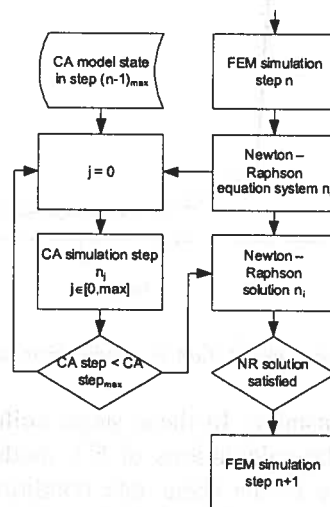 CA model state
in step (n-1)max
FEM simulation
step n
j = 0
Newton –
Raphson
equation system ni
CA simulation step
nj
j∈[0,max]
Newton –
Raphson
solution ni
CA step < CA
stepmax
NR solution
satisfied
FEM simulation
step n+1